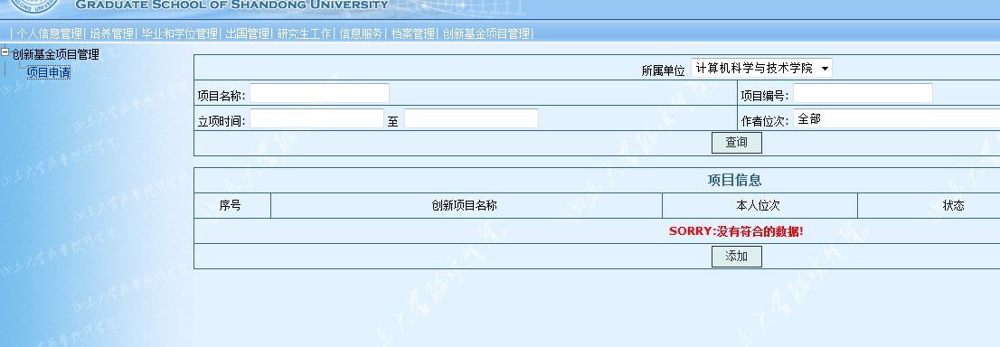 GRADUATE SCHOOL OF SHANDONG UNIVERSITY
| 个人信息管理| 培养管理| 毕业和学位管理| 出国管理| 研究生工作| 信息服务| 档案管理| 创新基金项目管理|
创新基金项目管理
项目申请
所属单位 计算机科学与技术学院
项目名称: 项目编号:
立项时间: 至 作者位次: 全部
查询
项目信息
序号 创新项目名称 本人位次 状态
SORRY:没有符合的数据!
添加